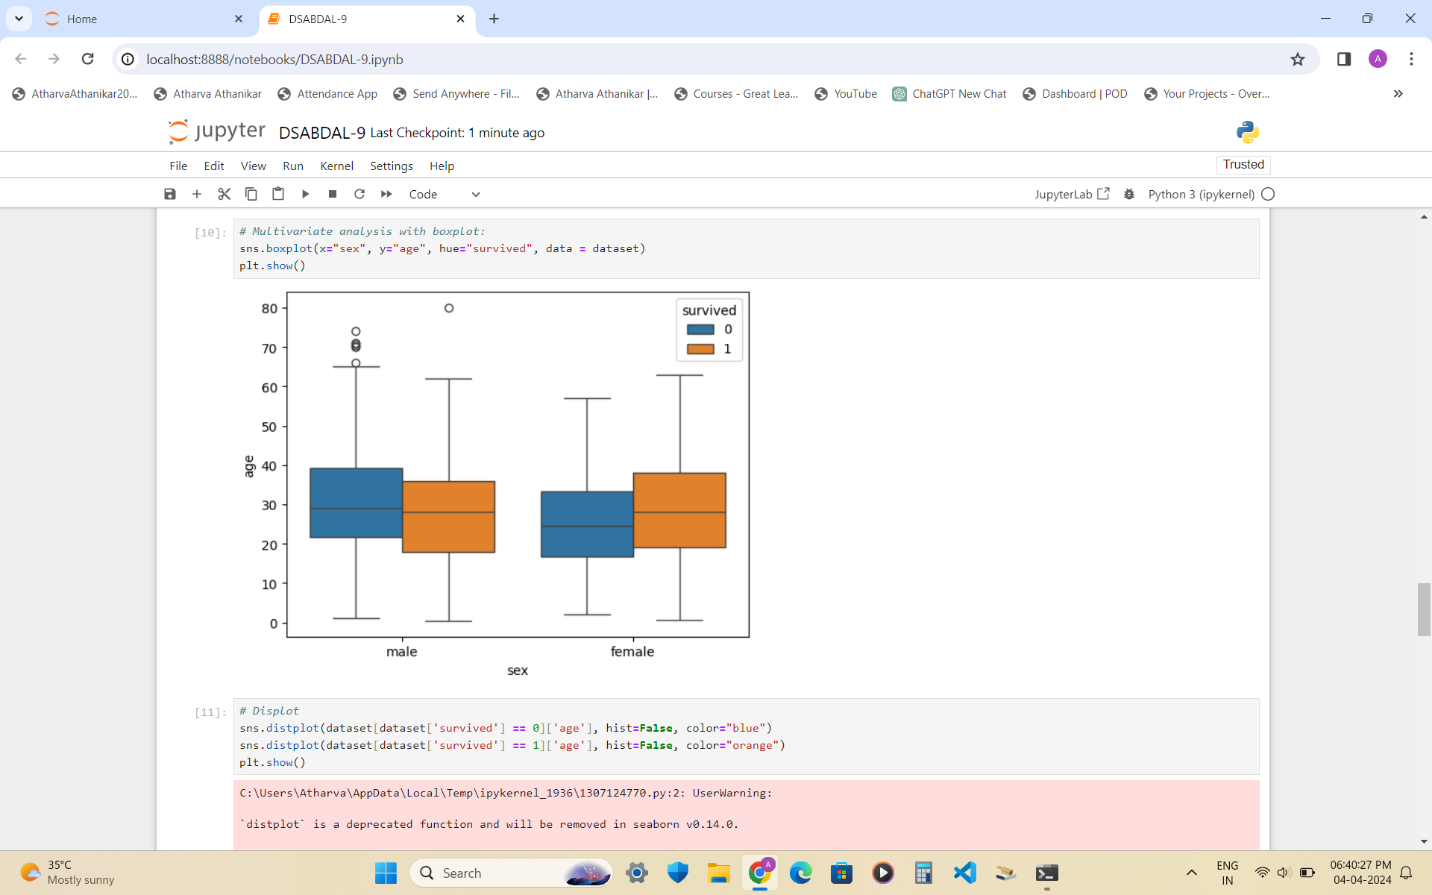 Home
DSABDAL-9
localhost:8888/notebooks/DSABDAL-9.ipynb
A
AtharvaAthanikar20...
Atharva Athanikar
Attendance App
Send Anywhere - Fil...
Atharva Athanikar |...
Courses - Great Lea...
YouTube
ChatGPT New Chat
Dashboard | POD
Your Projects - Over...
jupyter DSABDAL-9 Last Checkpoint: 1 minute ago
File Edit View Run Kernel Settings Help
Trusted
Code
JupyterLab
Python 3 (ipykernel)
[10]:
# Multivariate analysis with boxplot:
sns.boxplot(x="sex", y="age", hue="survived", data = dataset)
plt.show()
survived
0
1
80
70
60
50
40
30
20
10
0
age
male
female
sex
[11]:
# Displot
sns.distplot(dataset[dataset['survived'] == 0]['age'], hist=False, color="blue")
sns.distplot(dataset[dataset['survived'] == 1]['age'], hist=False, color="orange")
plt.show()
C:\Users\Atharva\AppData\Local\Temp\ipykernel_1936\1307124770.py:2: UserWarning:
`distplot` is a deprecated function and will be removed in seaborn v0.14.0.
35°C
Mostly sunny
Search
A
ENG
IN
06:40:27 PM
04-04-2024